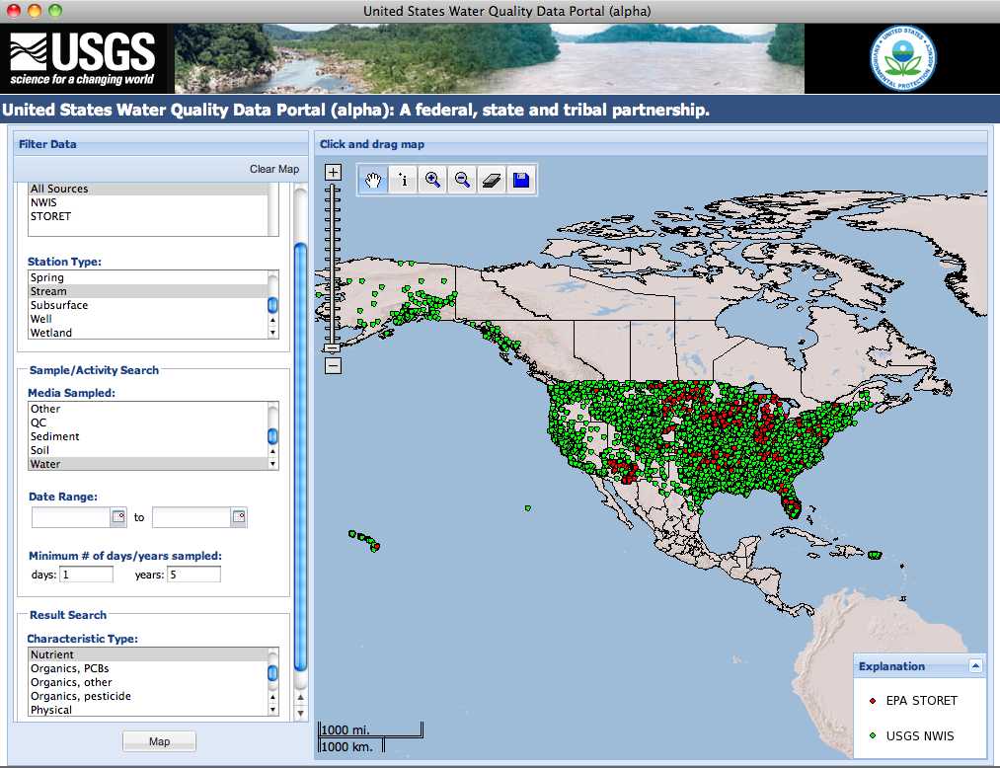 United States Water Quality Data Portal (alpha)
USGS
science for a changing world
UNITED STATES
ENVIRONMENTAL PROTECTION AGENCY
United States Water Quality Data Portal (alpha): A federal, state and tribal partnership.
Filter Data
Clear Map
All Sources
NWIS
STORET
Station Type:
Spring
Stream
Subsurface
Well
Wetland
Sample/Activity Search
Media Sampled:
Other
QC
Sediment
Soil
Water
Date Range:
to
Minimum # of days/years sampled:
days: 1 years: 5
Result Search
Characteristic Type:
Nutrient
Organics, PCBs
Organics, other
Organics, pesticide
Physical
Map
Click and drag map
+
i
−
1000 mi.
1000 km.
Explanation
EPA STORET
USGS NWIS